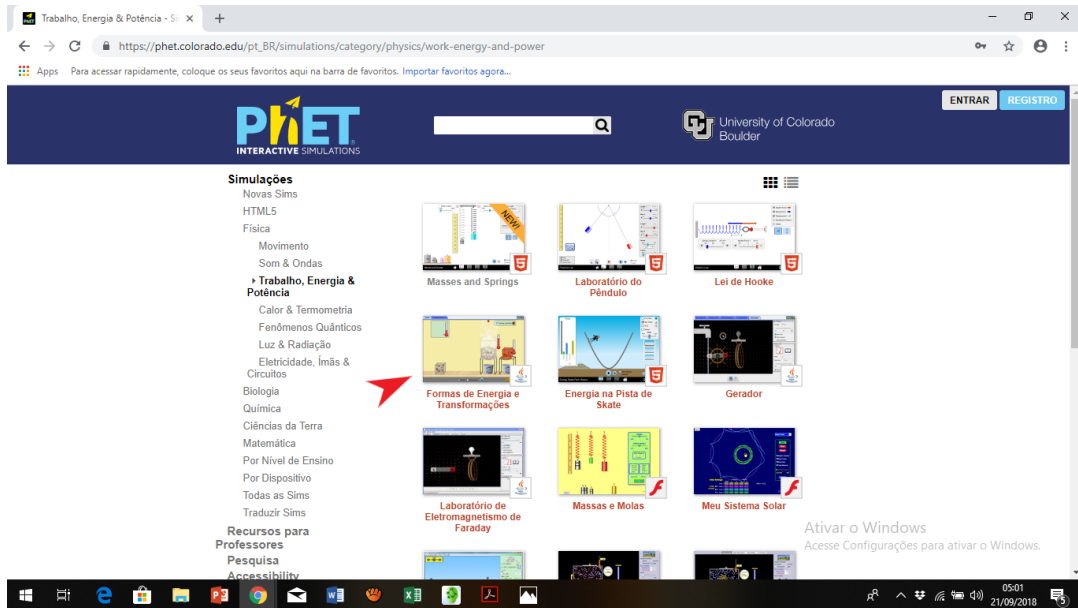 Trabalho, Energia & Potência - Si
https://phet.colorado.edu/pt_BR/simulations/category/physics/work-energy-and-power
Apps Para acessar rapidamente, coloque os seus favoritos aqui na barra de favoritos. Importar favoritos agora...
ENTRAR REGISTRO
PhET
INTERACTIVE SIMULATIONS
University of Colorado
Boulder
Simulações
Novas Sims
HTML5
Física
Movimento
Som & Ondas
Trabalho, Energia &
Potência
Calor & Termometria
Fenômenos Quânticos
Luz & Radiação
Eletricidade, Ímãs &
Circuitos
Biologia
Química
Ciências da Terra
Matemática
Por Nível de Ensino
Por Dispositivo
Todas as Sims
Traduzir Sims
Recursos para
Professores
Pesquisa
Accessibility
NEW!
Masses and Springs
Laboratório do
Pêndulo
Lei de Hooke
Formas de Energia e
Transformações
Energia na Pista de
Skate
Gerador
Laboratório de
Eletromagnetismo de
Faraday
Massas e Molas
Meu Sistema Solar
Ativar o Windows
Acesse Configurações para ativar o Windows.
05:01
21/09/2018